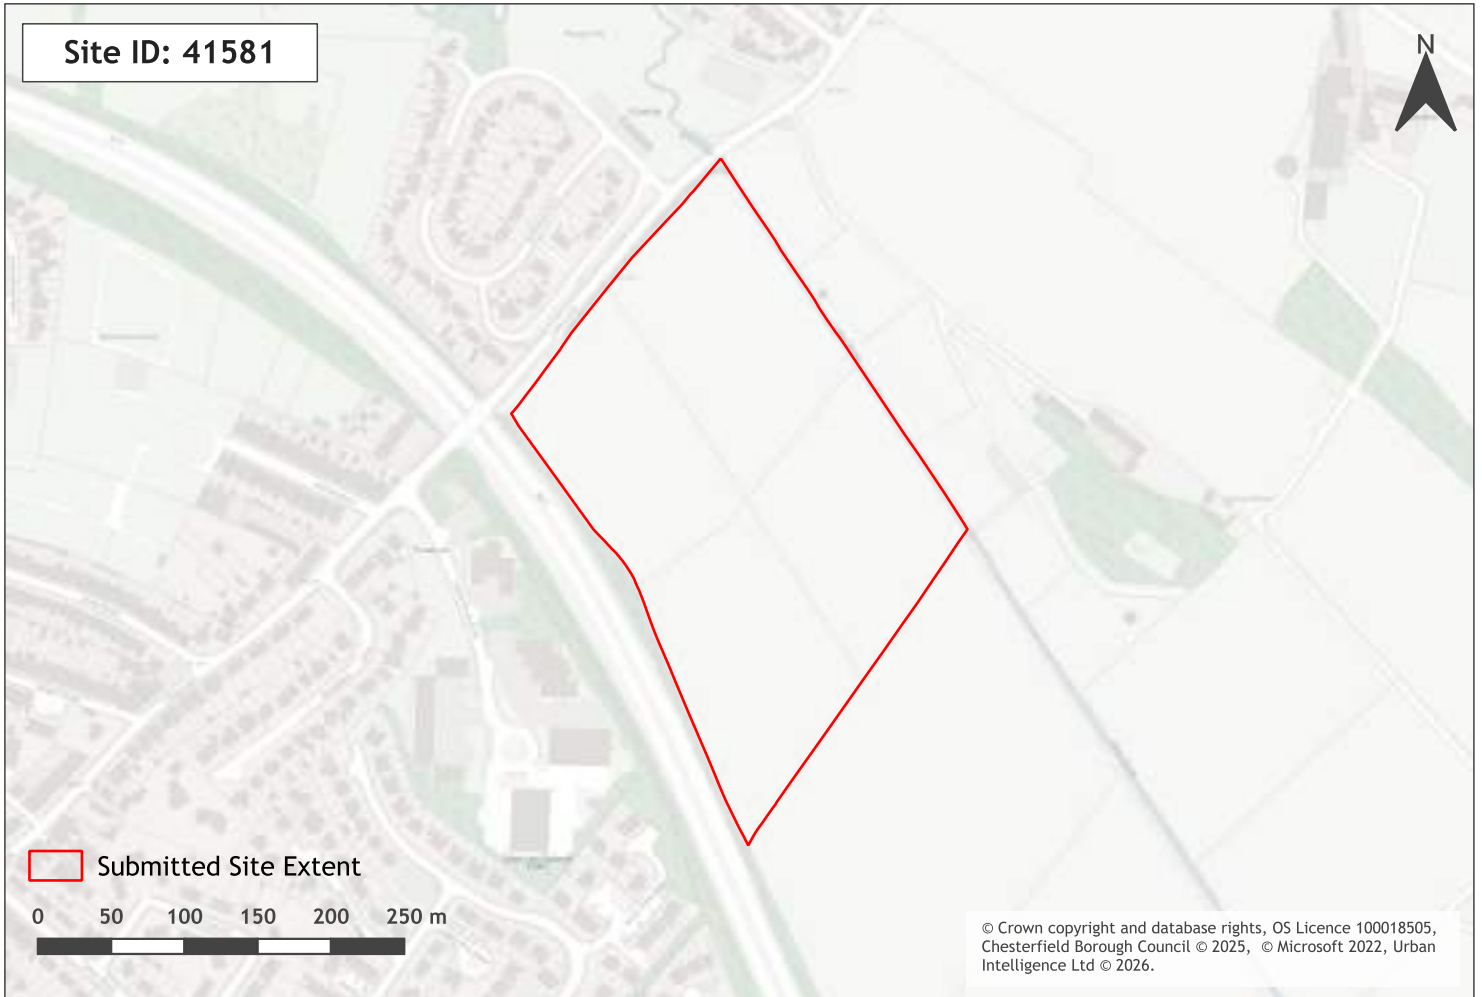 Site ID: 41581
N
Submitted Site Extent
0 50 100 150 200 250 m
© Crown copyright and database rights, OS Licence 100018505,
Chesterfield Borough Council © 2025, © Microsoft 2022, Urban
Intelligence Ltd © 2026.